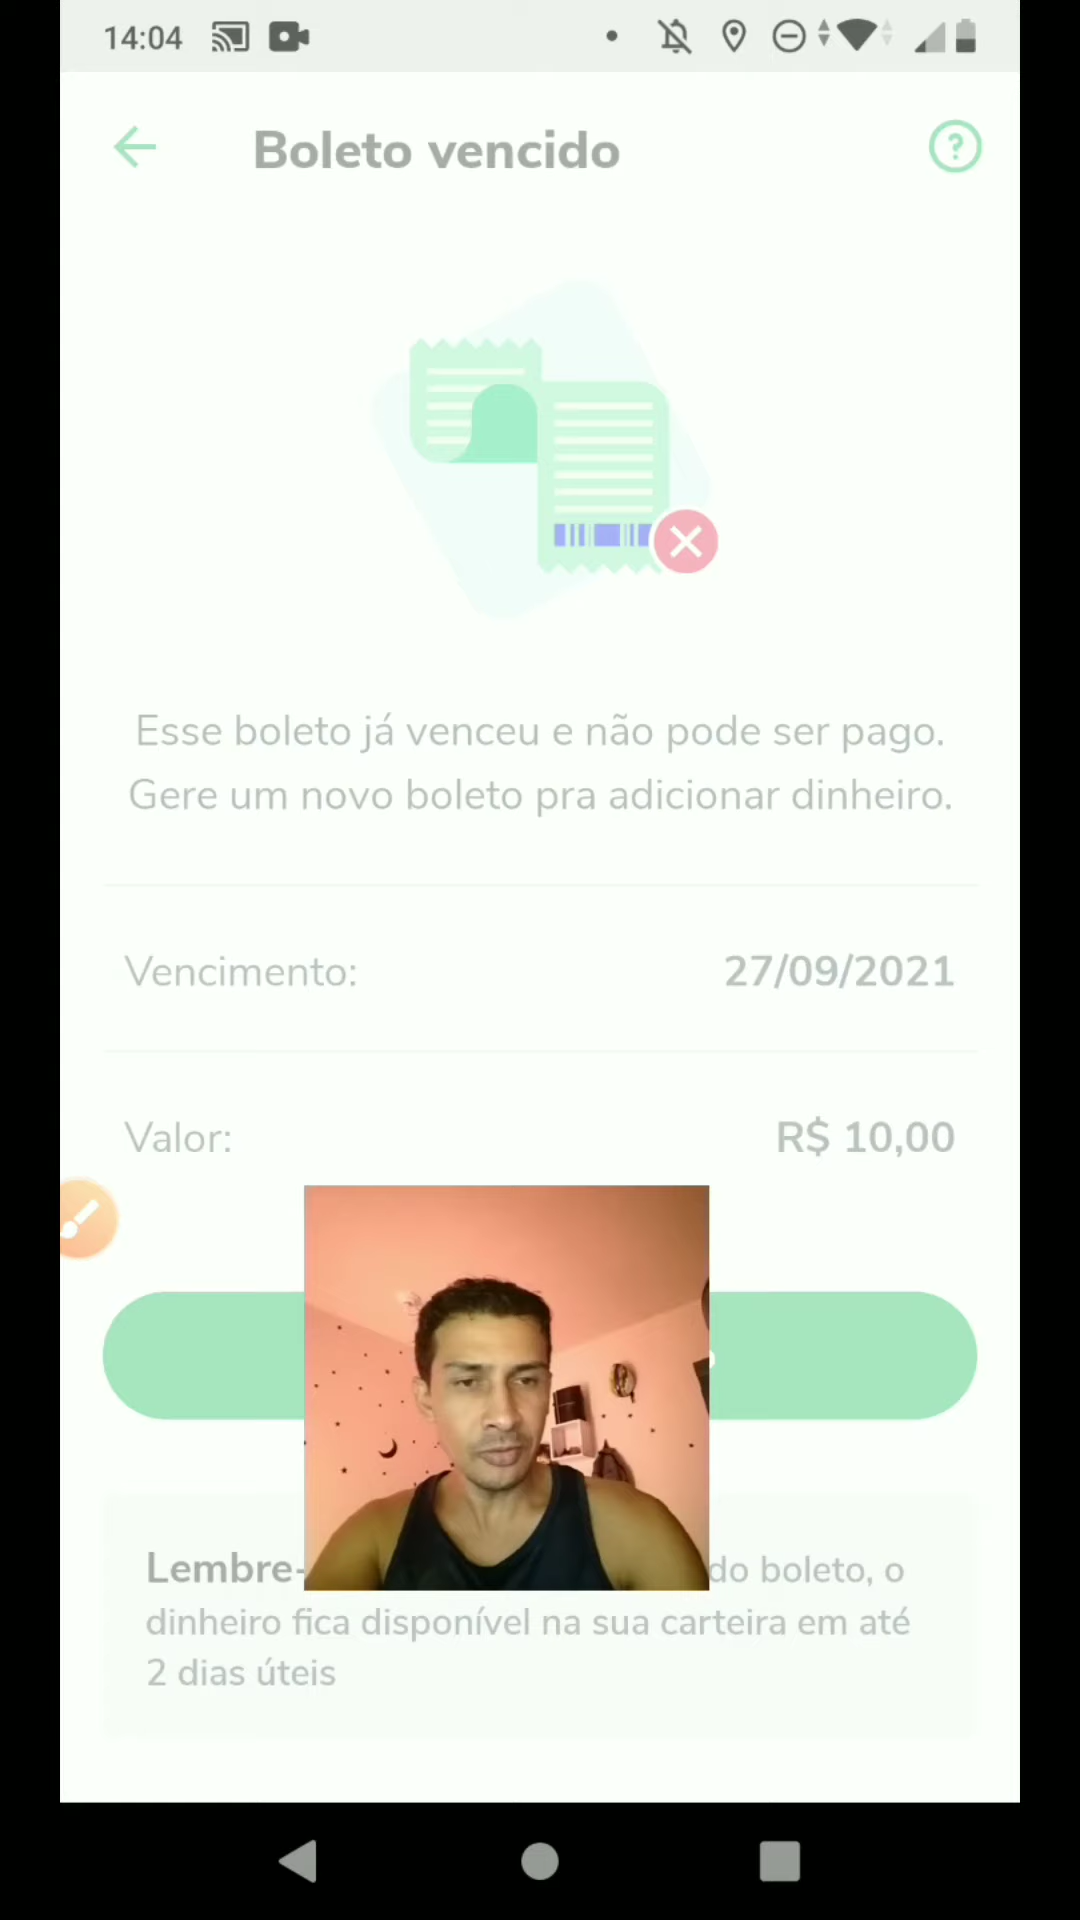 14:04
Boleto vencido
?
Esse boleto já venceu e não pode ser pago.
Gere um novo boleto pra adicionar dinheiro.
Vencimento: 27/09/2021
Valor: R$ 10,00
Lembre- do boleto, o
dinheiro fica disponível na sua carteira em até
2 dias úteis